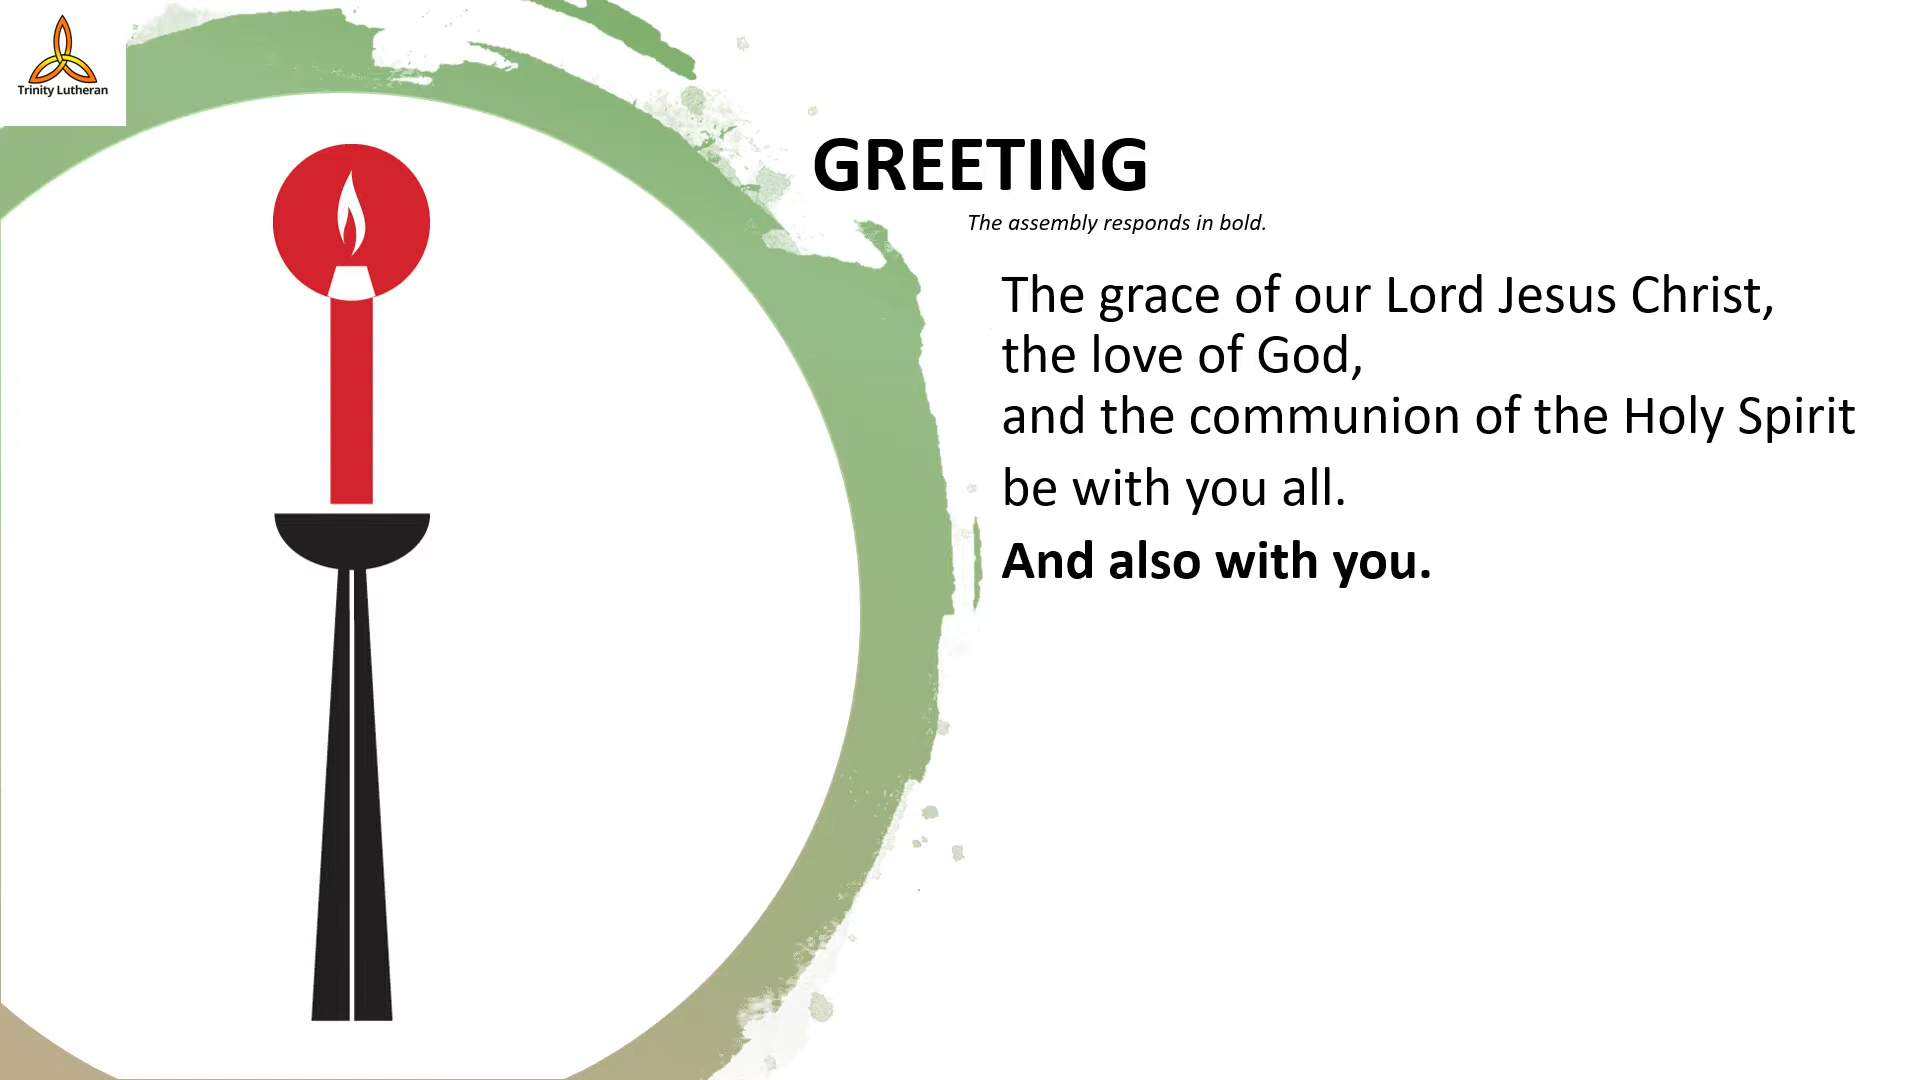 Trinity Lutheran
GREETING
The assembly responds in bold.
The grace of our Lord Jesus Christ,
the love of God,
and the communion of the Holy Spirit
be with you all.
And also with you.